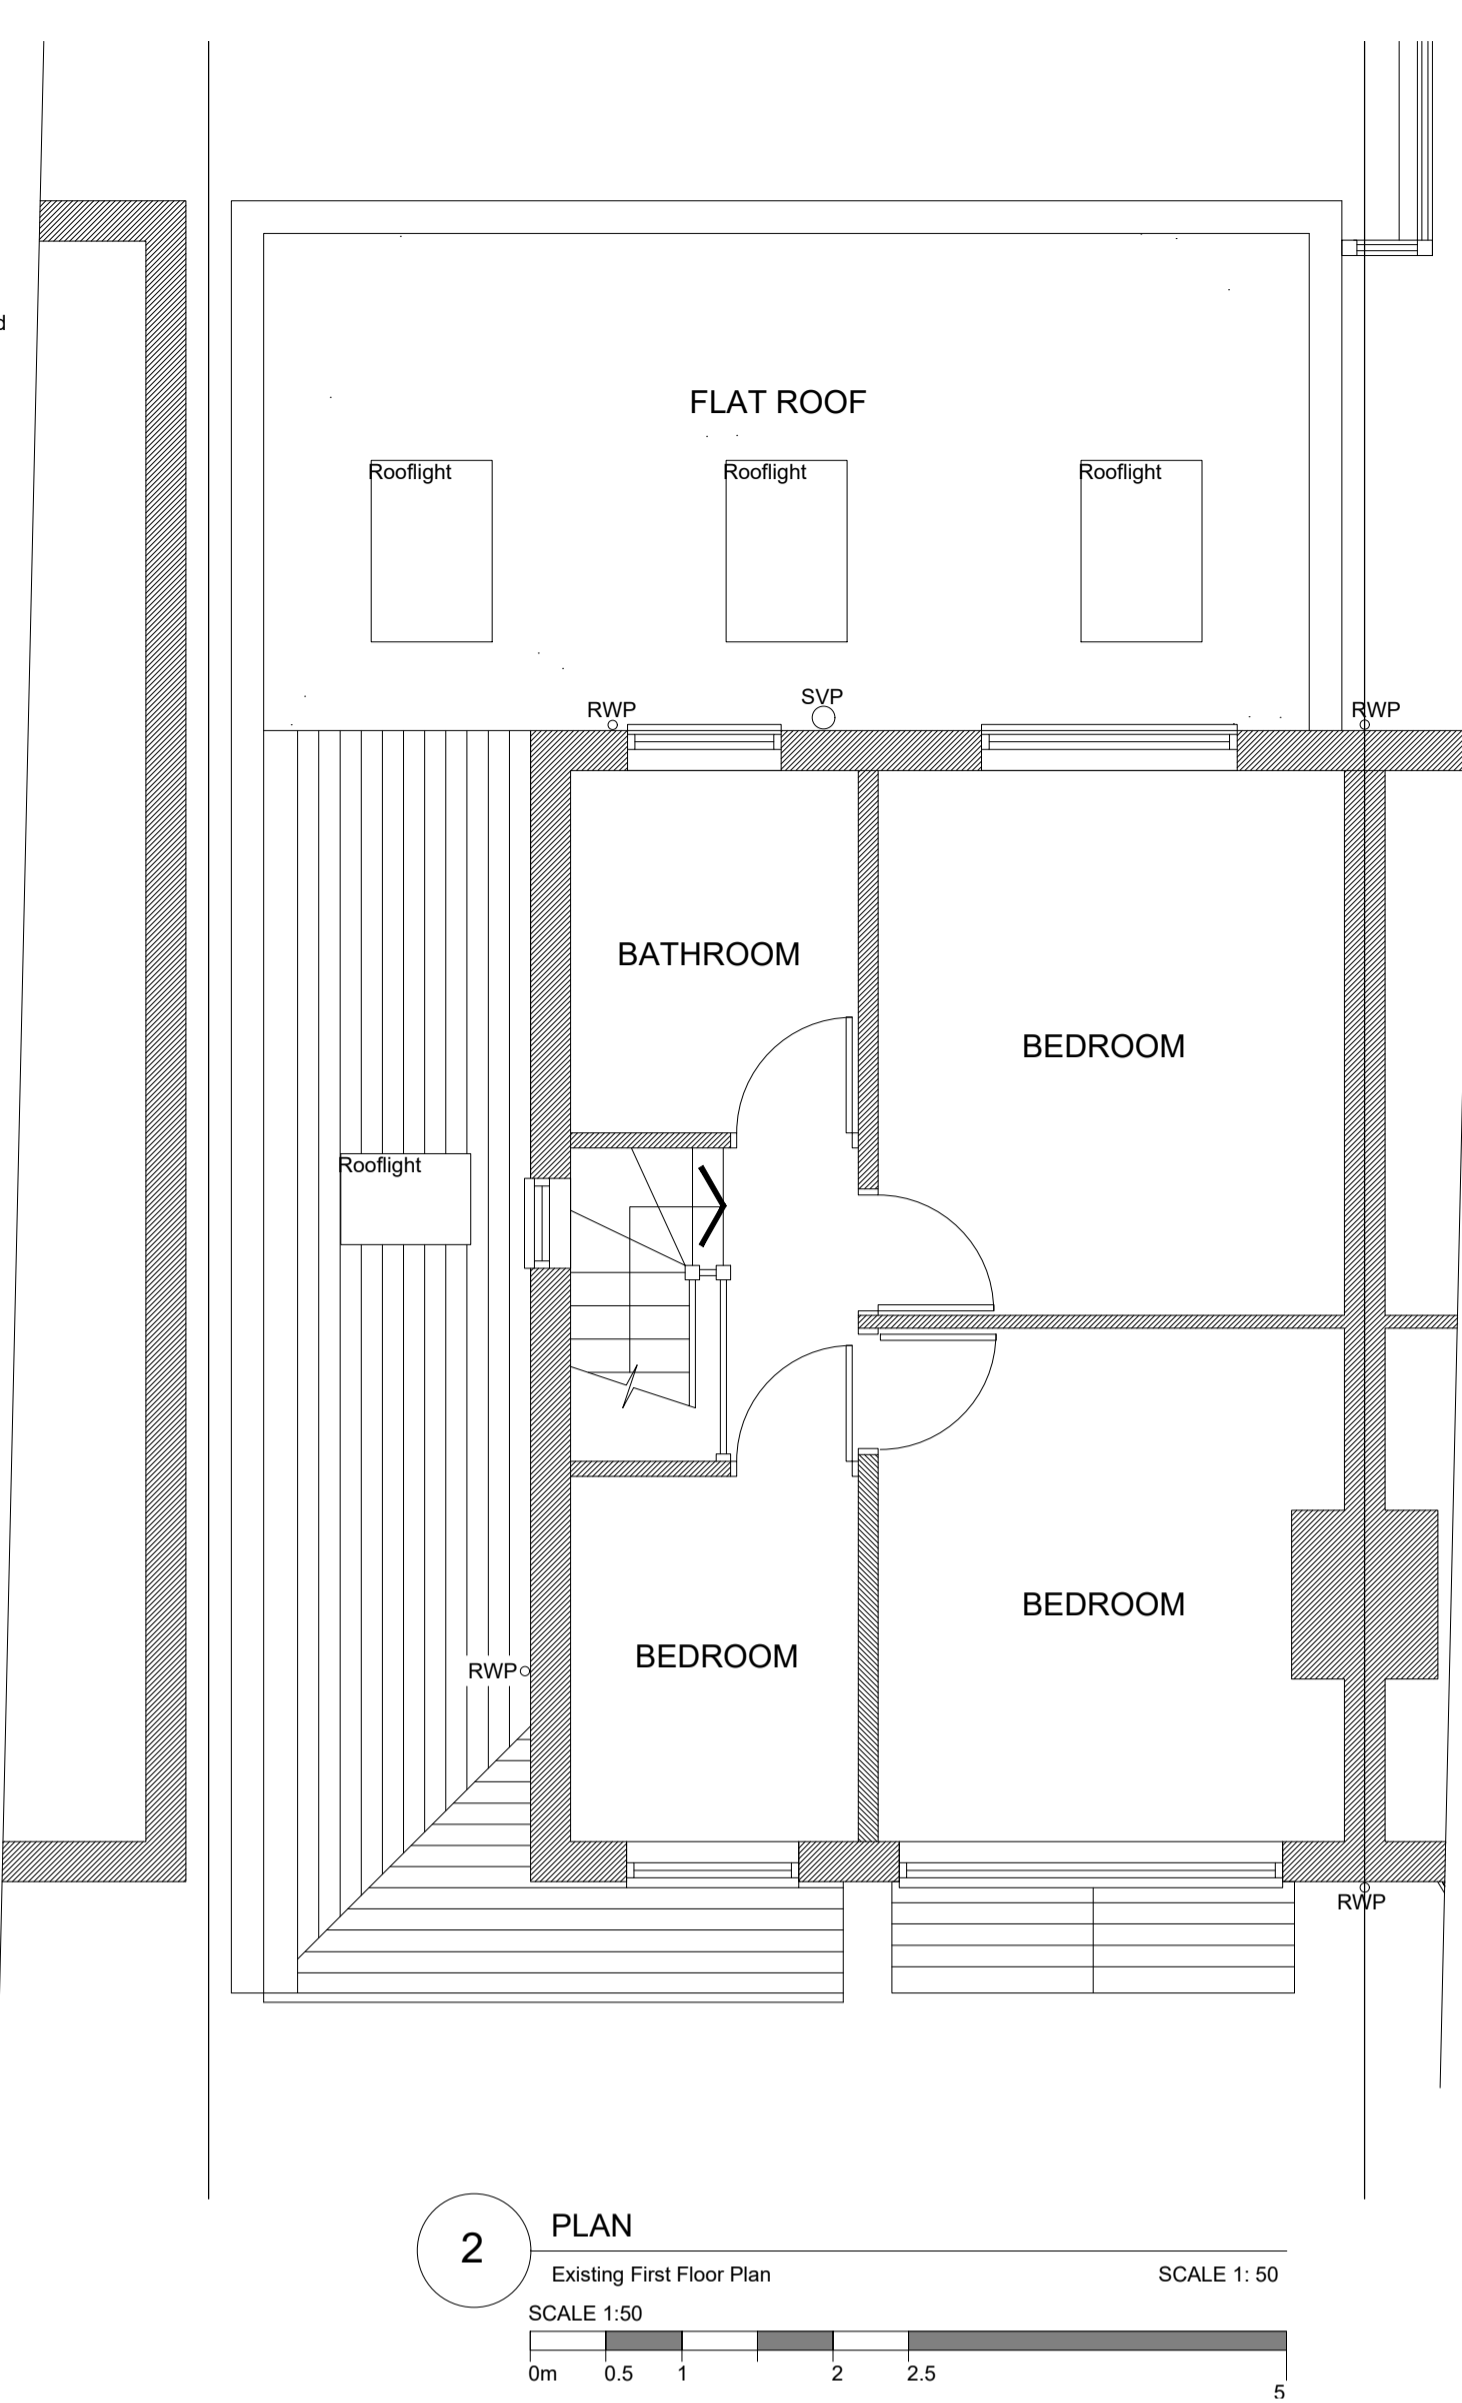 d
FLAT ROOF
Rooflight
Rooflight
Rooflight
SVP
RWP
RWP
BATHROOM
BEDROOM
Rooflight
BEDROOM
BEDROOM
RWP
RWP
2
PLAN
Existing First Floor Plan
SCALE 1: 50
SCALE 1:50
0m
0.5
1
2
2.5
5